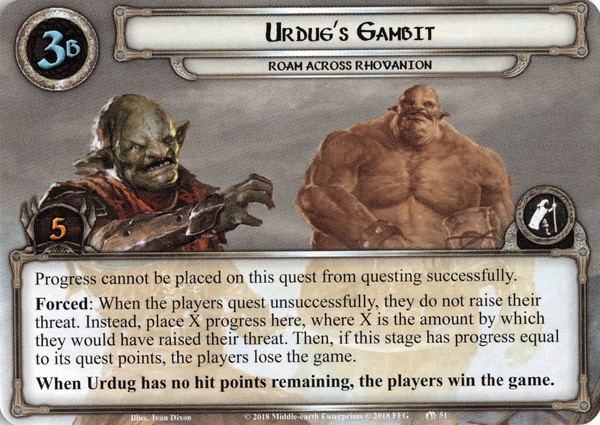 3B
URDUG'S GAMBIT
ROAM ACROSS RHOVANION
5
Progress cannot be placed on this quest from questing successfully.
Forced: When the players quest unsuccessfully, they do not raise their
threat. Instead, place X progress here, where X is the amount by which
they would have raised their threat. Then, if this stage has progress equal
to its quest points, the players lose the game.
When Urdug has no hit points remaining, the players win the game.
Illus. Ivan Dixon © 2018 Middle-earth Enterprises © 2018 FFG 51